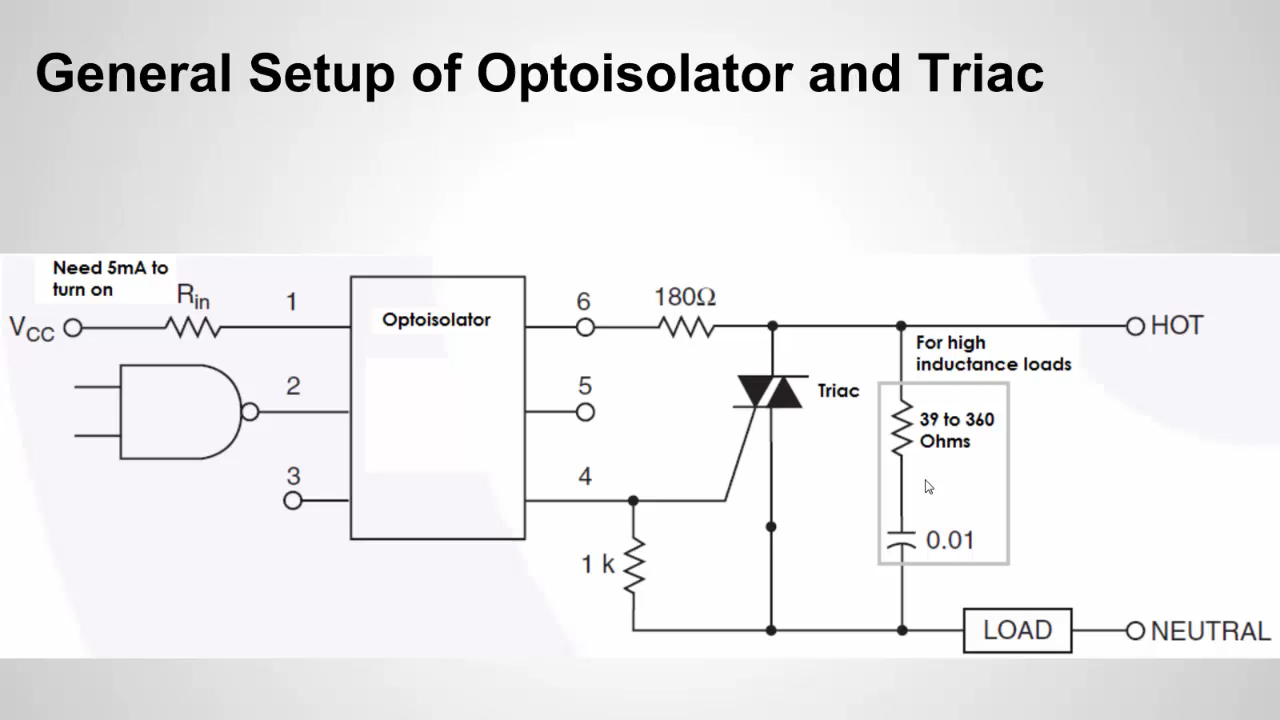 General Setup of Optoisolator and Triac
Need 5mA to
turn on
Rin
1
VCC
2
3
Optoisolator
6
180Ω
HOT
For high
inductance loads
5
Triac
39 to 360
Ohms
4
0.01
1 k
LOAD
NEUTRAL